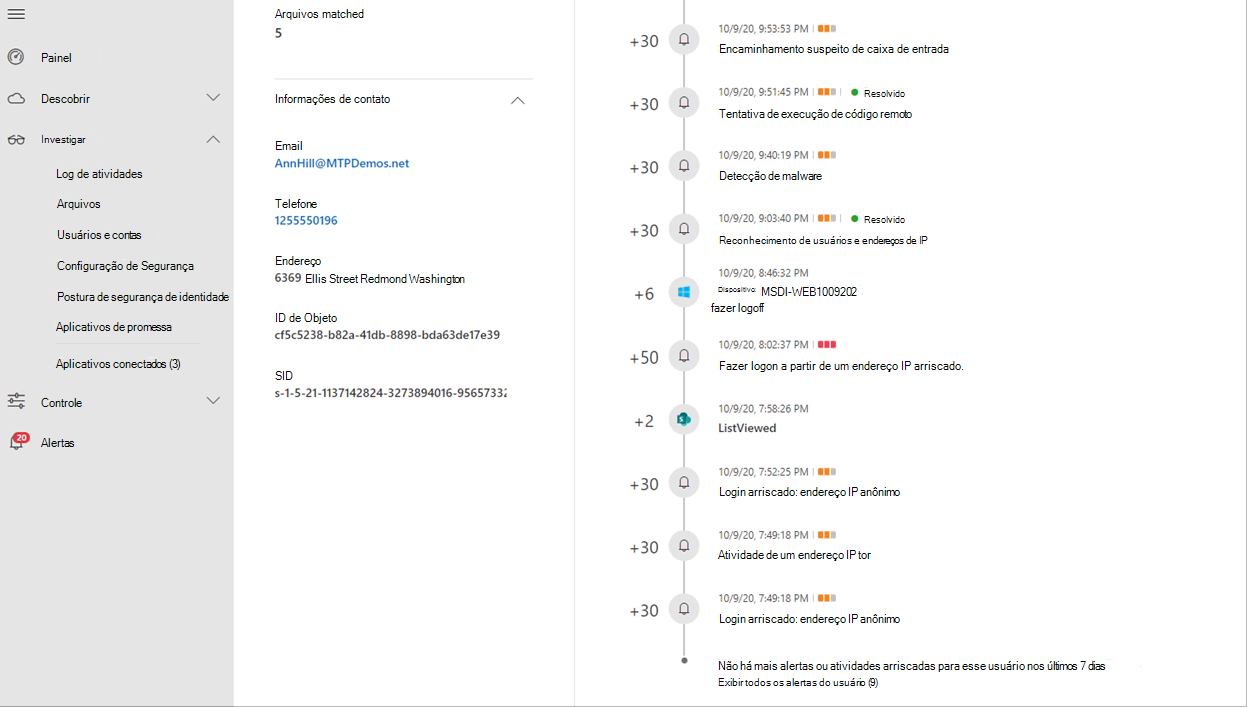 Painel
Descobrir
Investigar
Log de atividades
Arquivos
Usuários e contas
Configuração de Segurança
Postura de segurança de identidade
Aplicativos de promessa
Aplicativos conectados (3)
Controle
20
Alertas
Arquivos matched
5
Informações de contato
Email
AnnHill@MTPDemos.net
Telefone
1255550196
Endereço
6369 Ellis Street Redmond Washington
ID de Objeto
cf5c5238-b82a-41db-8898-bda63de17e39
SID
s-1-5-21-1137142824-3273894016-95657332
+30
10/9/20, 9:53:53 PM
Encaminhamento suspeito de caixa de entrada
+30
10/9/20, 9:51:45 PM Resolvido
Tentativa de execução de código remoto
+30
10/9/20, 9:40:19 PM
Detecção de malware
+30
10/9/20, 9:03:40 PM Resolvido
Reconhecimento de usuários e endereços de IP
+6
10/9/20, 8:46:32 PM
Dispositivo: MSDI-WEB1009202
fazer logoff
+50
10/9/20, 8:02:37 PM
Fazer logon a partir de um endereço IP arriscado.
+2
10/9/20, 7:58:26 PM
ListViewed
+30
10/9/20, 7:52:25 PM
Login arriscado: endereço IP anônimo
+30
10/9/20, 7:49:18 PM
Atividade de um endereço IP tor
+30
10/9/20, 7:49:18 PM
Login arriscado: endereço IP anônimo
Não há mais alertas ou atividades arriscadas para esse usuário nos últimos 7 dias
Exibir todos os alertas do usuário (9)